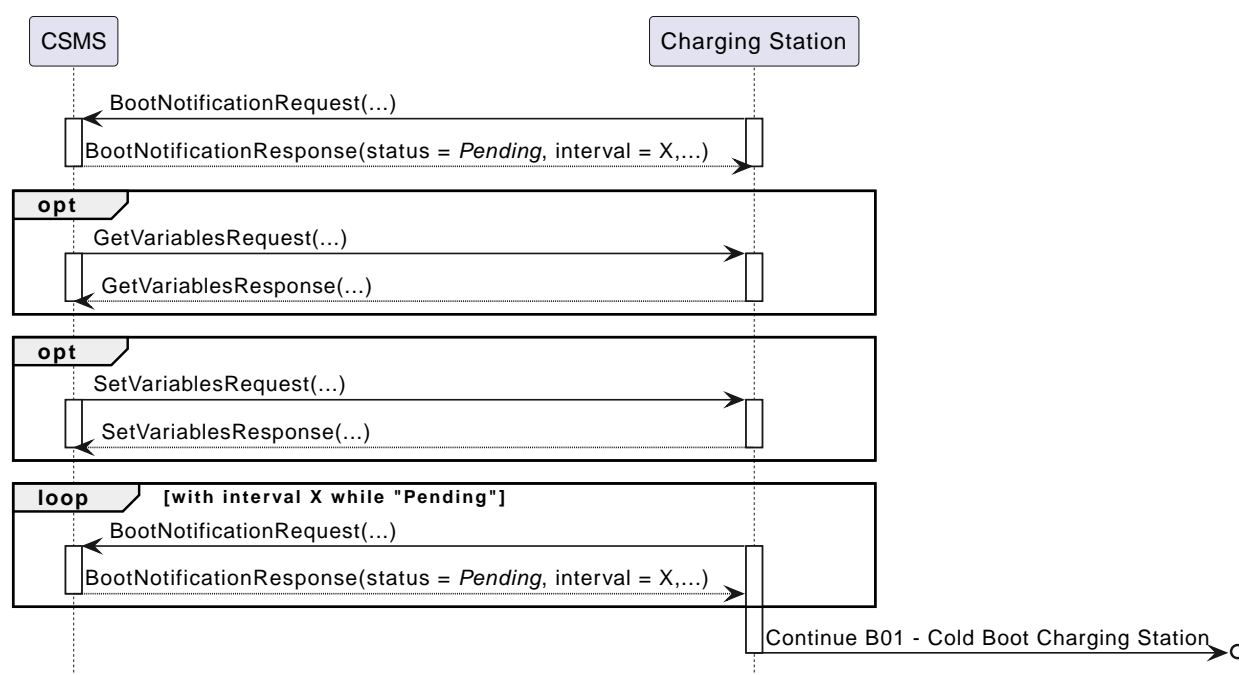 CSMS
Charging Station
BootNotificationRequest(...)
BootNotificationResponse(status = Pending, interval = X,...)
opt
GetVariablesRequest(...)
GetVariablesResponse(...)
opt
SetVariablesRequest(...)
SetVariablesResponse(...)
loop [with interval X while "Pending"]
BootNotificationRequest(...)
BootNotificationResponse(status = Pending, interval = X,...)
Continue B01 - Cold Boot Charging Station